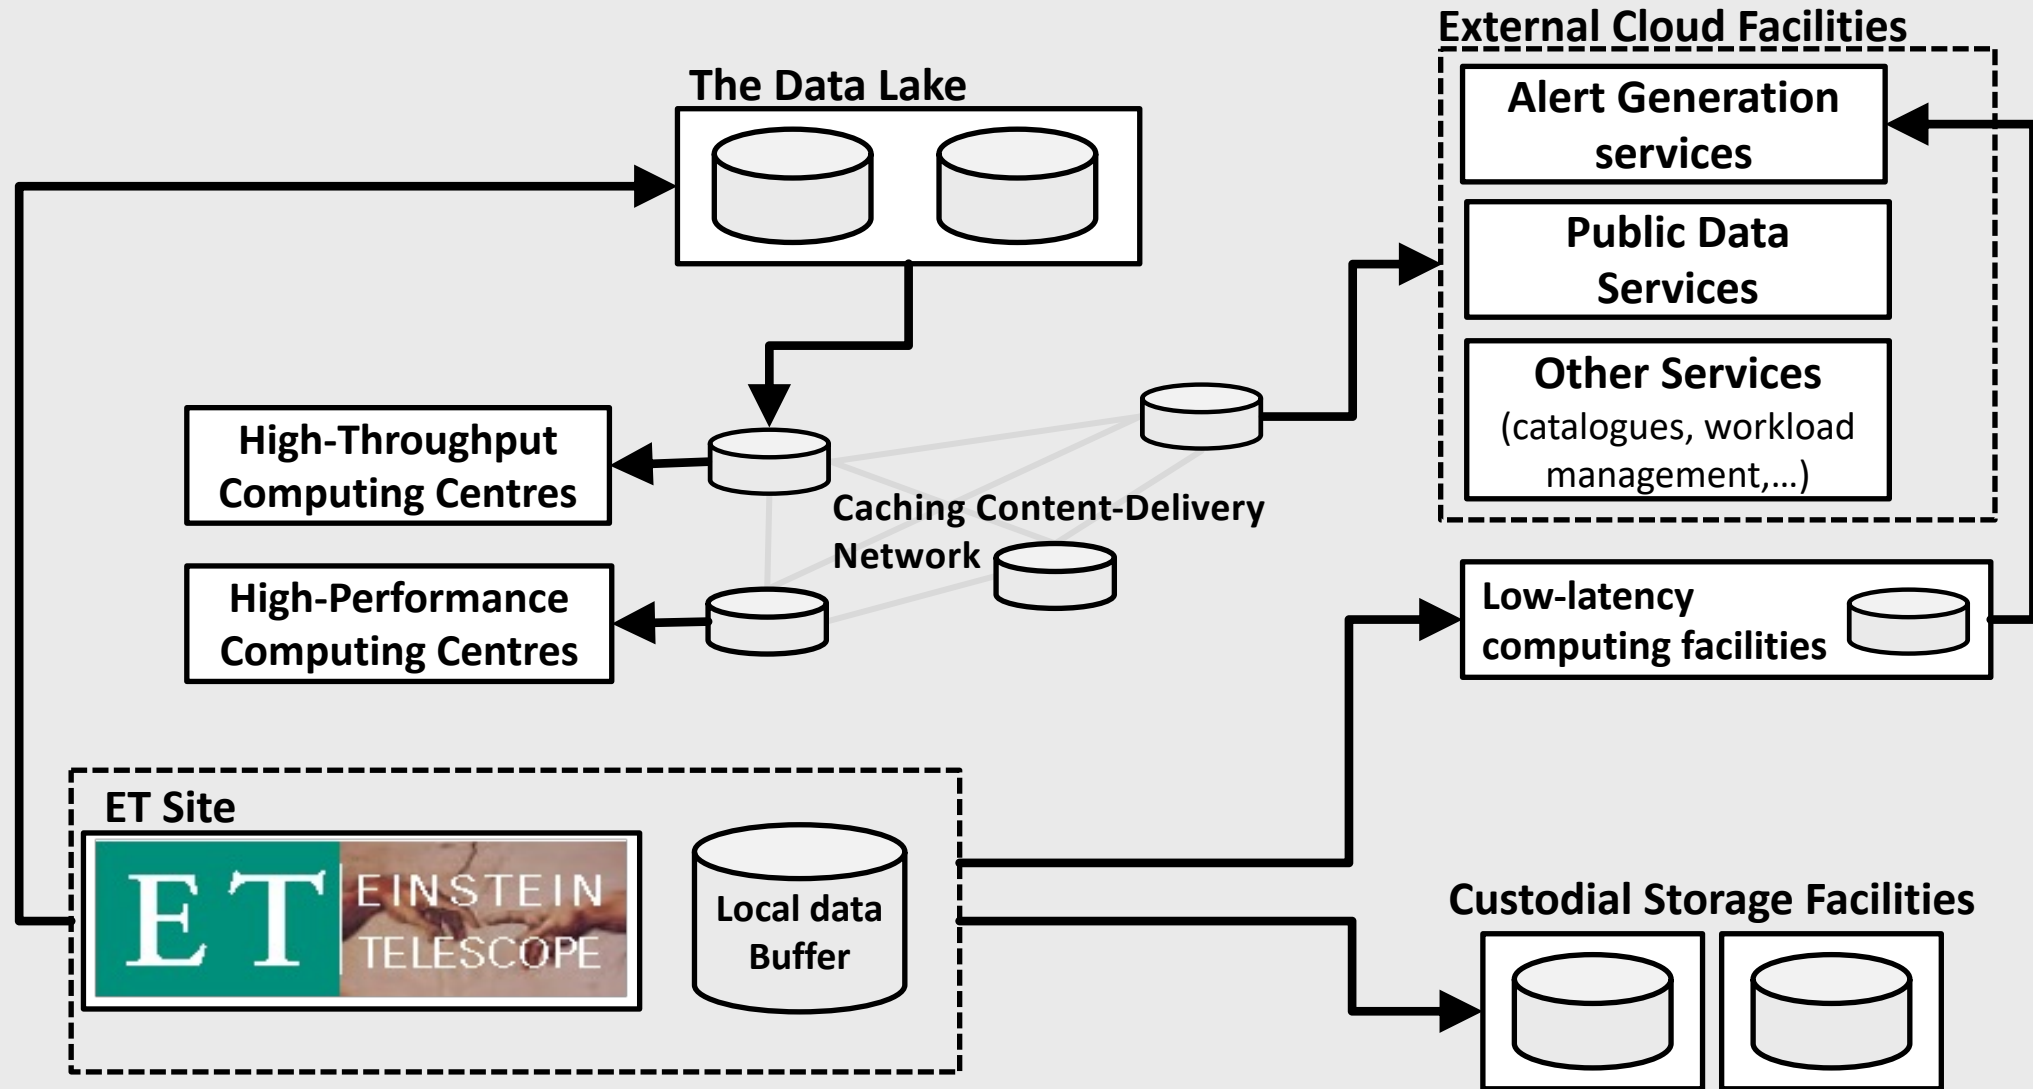 External Cloud Facilities
The Data Lake
Alert Generation
services
Public Data
Services
Other Services
(catalogues, workload
management,...)
High-Throughput
Computing Centres
Caching Content-Delivery
Network
High-Performance
Computing Centres
Low-latency
computing facilities
ET Site
ET
EINSTEIN
TELESCOPE
Local data
Buffer
Custodial Storage Facilities